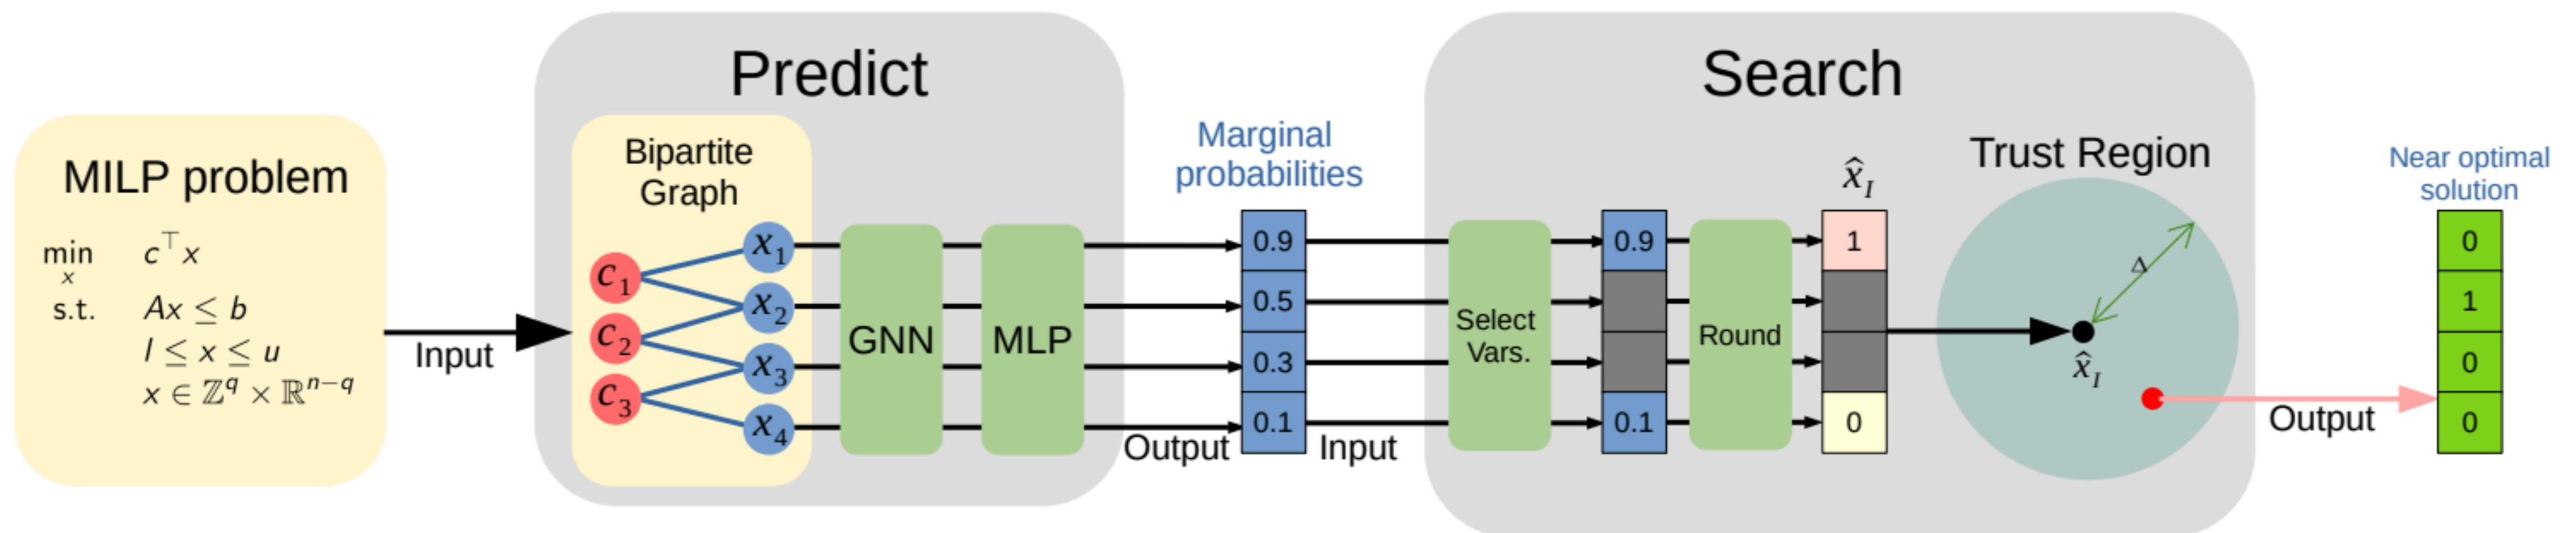 Predict
Search
MILP problem
min x c⊤x
s.t. Ax ≤ b
l ≤ x ≤ u
x ∈ ℤ^q × ℝ^{n−q}
Input
Bipartite
Graph
c1
c2
c3
x1
x2
x3
x4
GNN
MLP
Output
Marginal
probabilities
0.9
0.5
0.3
0.1
Input
Select
Vars.
0.9
0.1
Round
x̂_I
1
0
Trust Region
Δ
x̂_I
Output
Near optimal
solution
0
1
0
0